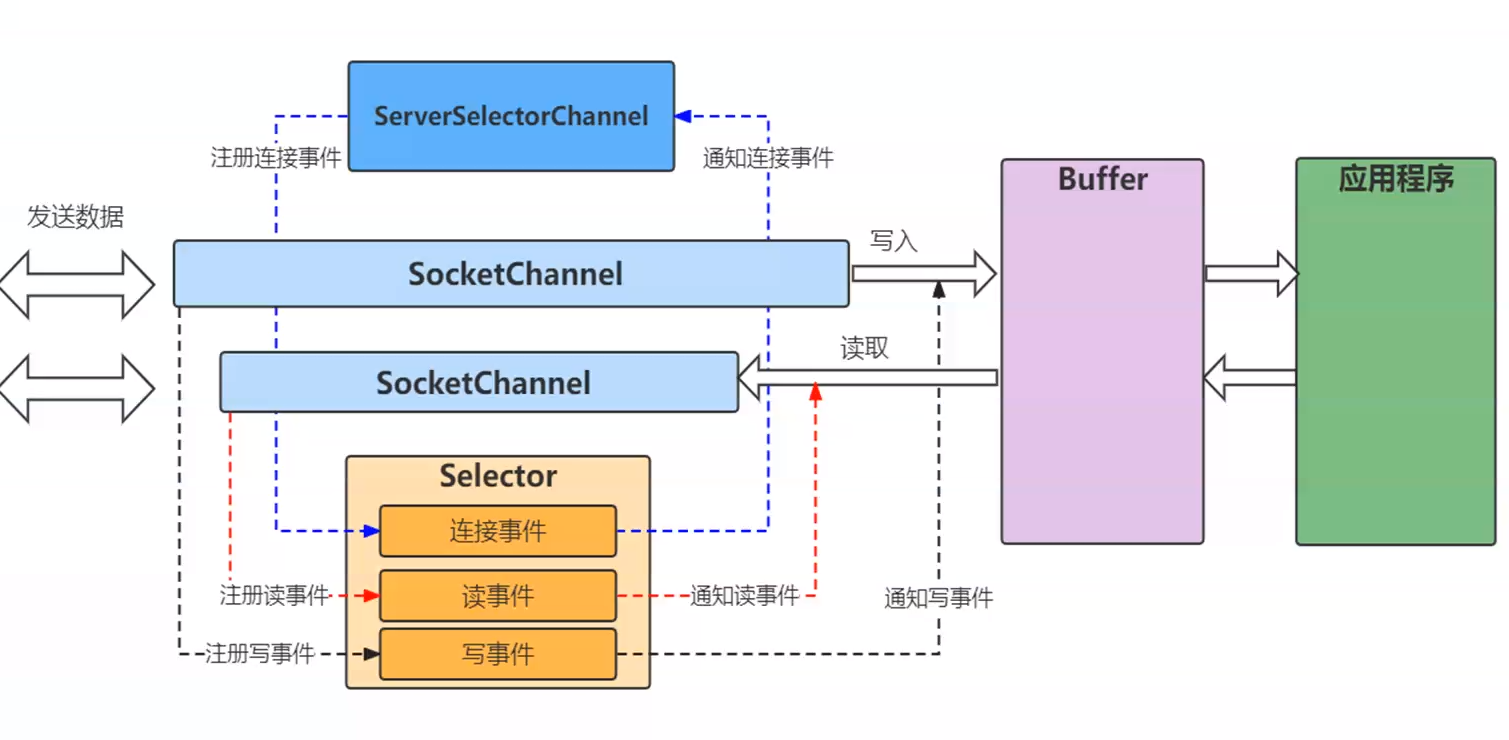 ServerSelectorChannel
注册连接事件
通知连接事件
Buffer
应用程序
发送数据
写入
SocketChannel
读取
SocketChannel
Selector
连接事件
注册读事件
读事件
通知读事件
通知写事件
注册写事件
写事件